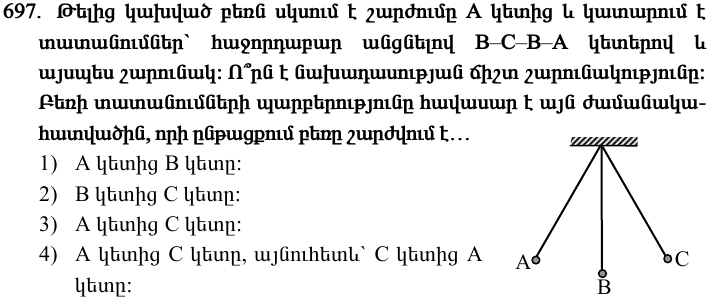 697. Թելից կախված բեռն սկսում է շարժումը A կետից և կատարում է
տատանումներ՝ հաջորդաբար անցնելով B–C–B–A կետերով և
այսպես շարունակ: Ո՞րն է նախադասության ճիշտ շարունակությունը:
Բեռի տատանումների պարբերությունը հավասար է այն ժամանակա-
հատվածին, որի ընթացքում բեռը շարժվում է…
1) A կետից B կետը:
2) B կետից C կետը:
3) A կետից C կետը:
4) A կետից C կետը, այնուհետև՝ C կետից A
կետը:
A
B
C